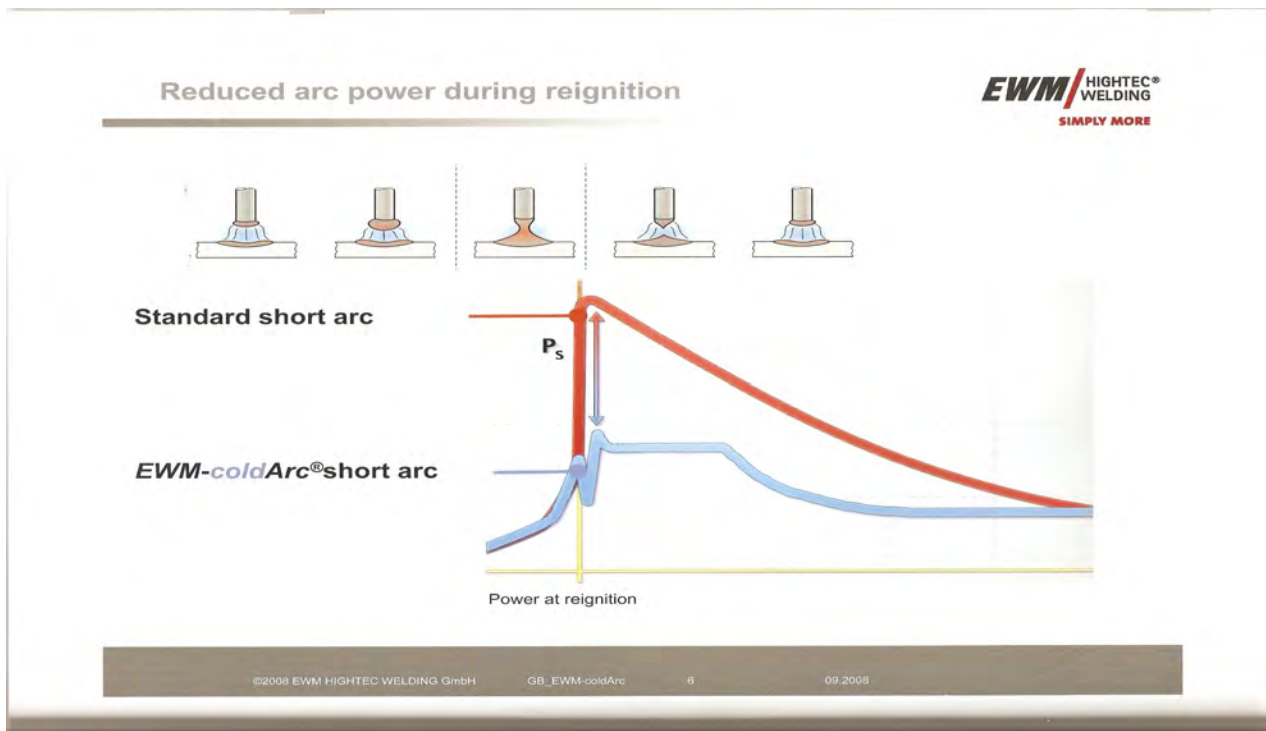 Reduced arc power during reignition
EWM HIGHTEC®
WELDING
SIMPLY MORE
Standard short arc
Ps
EWM-coldArc®short arc
Power at reignition
©2008 EWM HIGHTEC WELDING GmbH GB_EWM-coldArc 6 09.2008